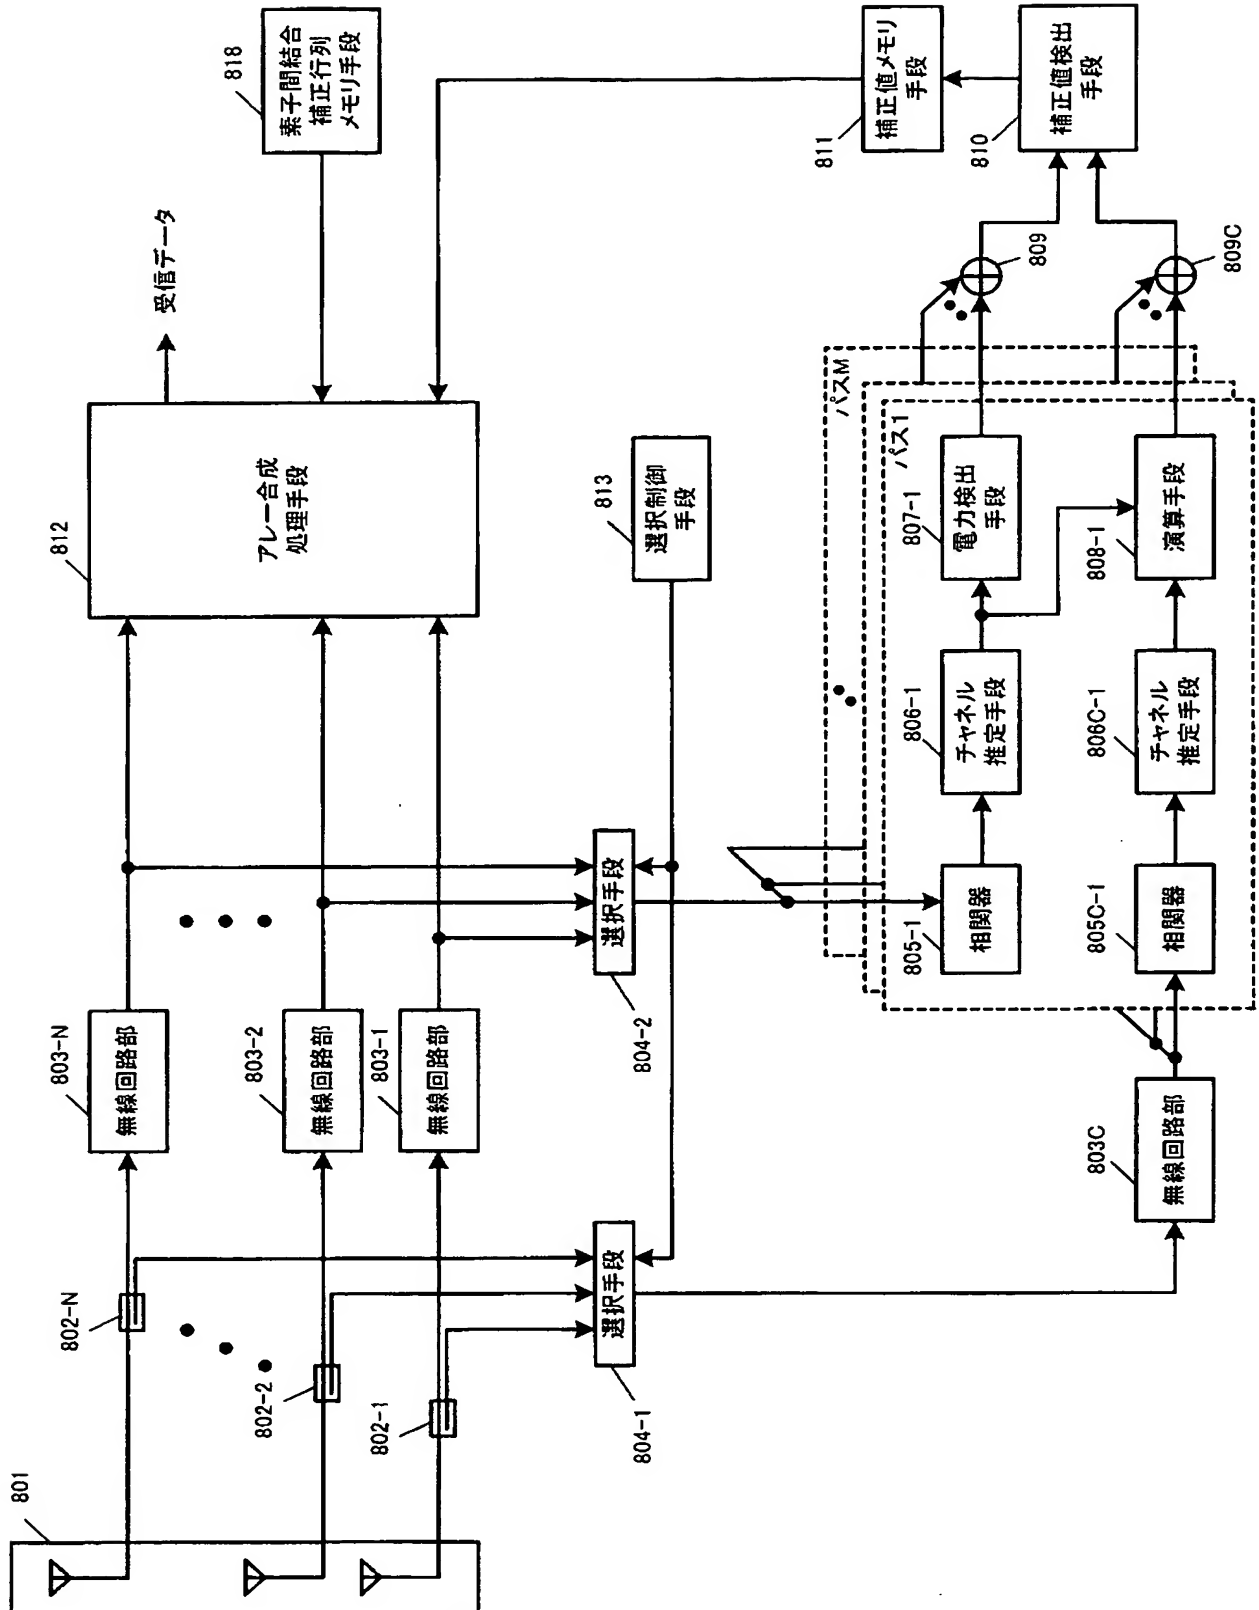 801
802-N
802-2
802-1
803-N
無線回路部
803-2
無線回路部
803-1
無線回路部
812
アレー合成
処理手段
受信データ
818
素子間結合
補正行列
メモリ手段
804-1
選択手段
804-2
選択手段
813
選択制御
手段
811
補正値メモリ
手段
810
補正値検出
手段
803C
無線回路部
パスM
パス1
805-1
相関器
806-1
チャネル
推定手段
807-1
電力検出
手段
809
805C-1
相関器
806C-1
チャネル
推定手段
808-1
演算手段
809C